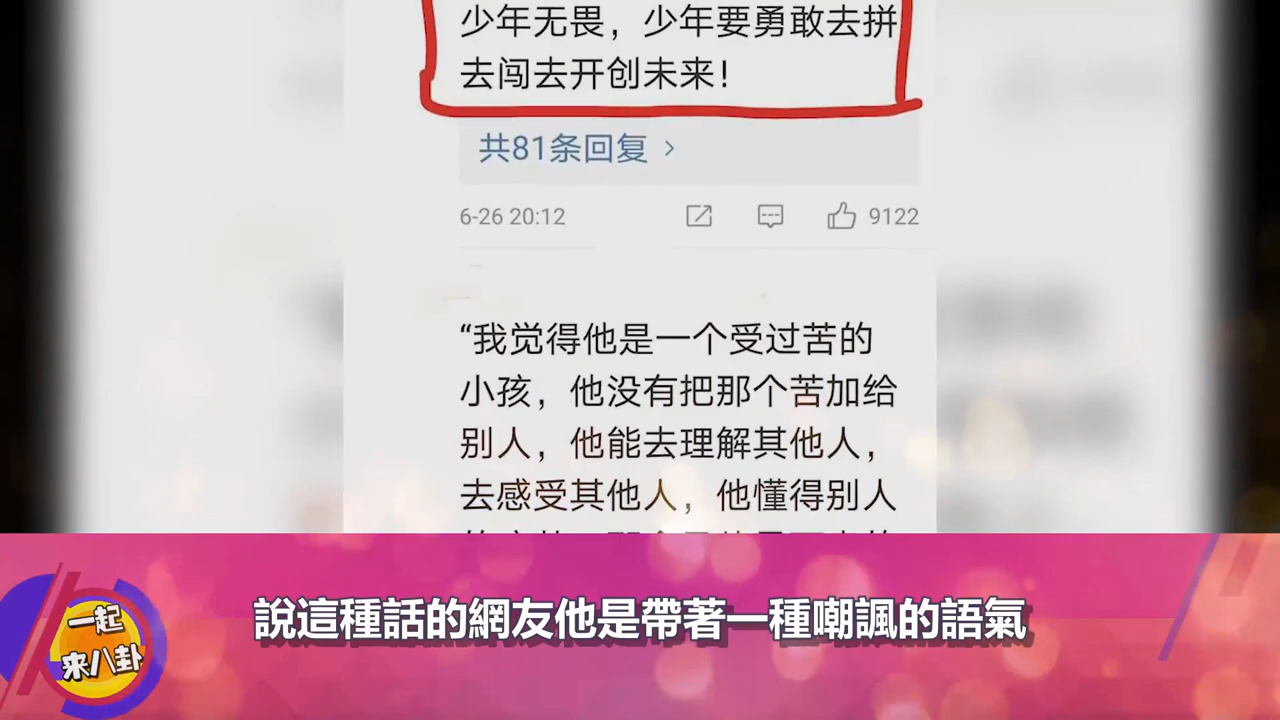 少年无畏，少年要勇敢去拼
去闯去开创未来！
共81条回复 >
6-26 20:12
9122
“我觉得他是一个受过苦的
小孩，他没有把那个苦加给
别人，他能去理解其他人，
去感受其他人，他懂得别人
說這種話的網友他是帶著一種嘲諷的語氣
一起
来八卦